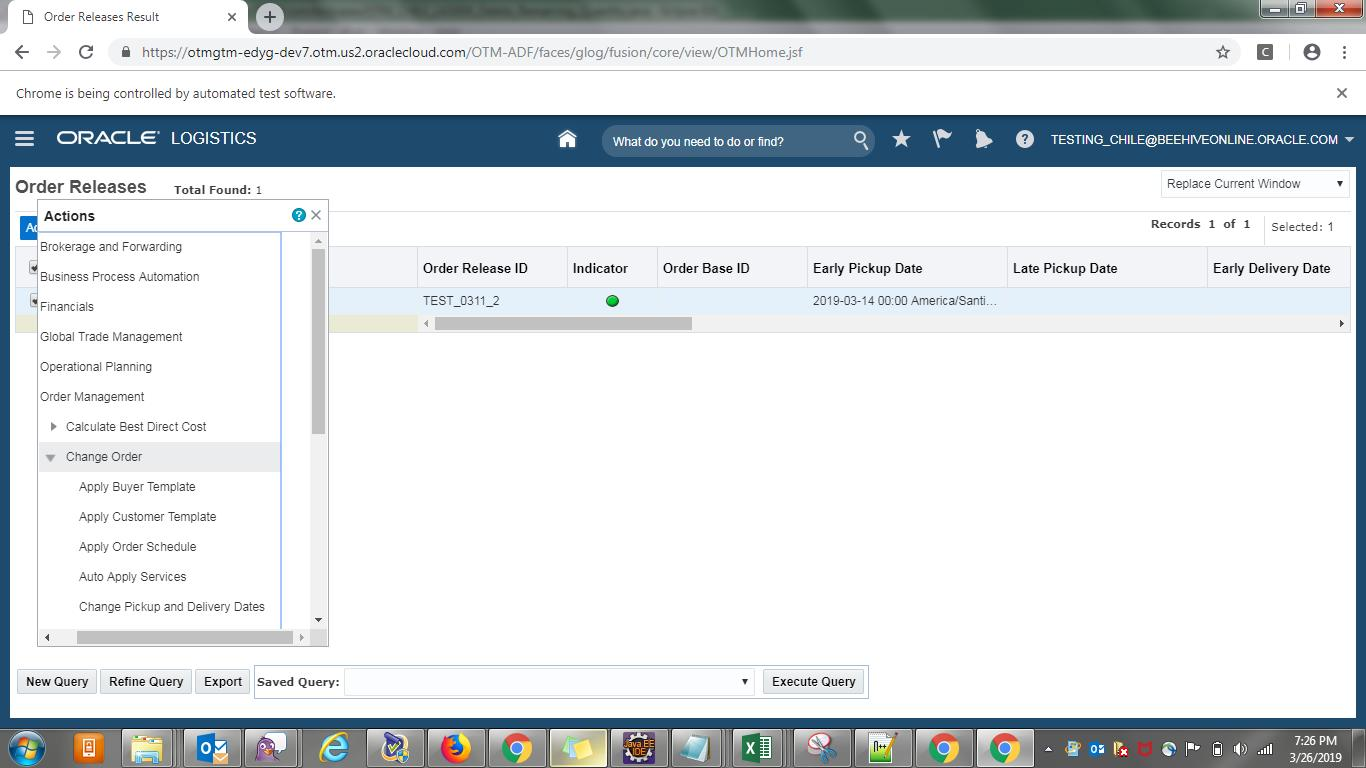 Order Releases Result
https://otmgtm-edyg-dev7.otm.us2.oraclecloud.com/OTM-ADF/faces/glog/fusion/core/view/OTMHome.jsf
C
Chrome is being controlled by automated test software.
ORACLE LOGISTICS
What do you need to do or find?
TESTING_CHILE@BEEHIVEONLINE.ORACLE.COM
Order Releases Total Found: 1
Replace Current Window
Actions
Records 1 of 1 Selected: 1
Brokerage and Forwarding
Order Release ID Indicator Order Base ID Early Pickup Date Late Pickup Date Early Delivery Date
Business Process Automation
TEST_0311_2 2019-03-14 00:00 America/Santi...
Financials
Global Trade Management
Operational Planning
Order Management
Calculate Best Direct Cost
Change Order
Apply Buyer Template
Apply Customer Template
Apply Order Schedule
Auto Apply Services
Change Pickup and Delivery Dates
New Query Refine Query Export Saved Query: Execute Query
Java EE
IDE
7:26 PM
3/26/2019